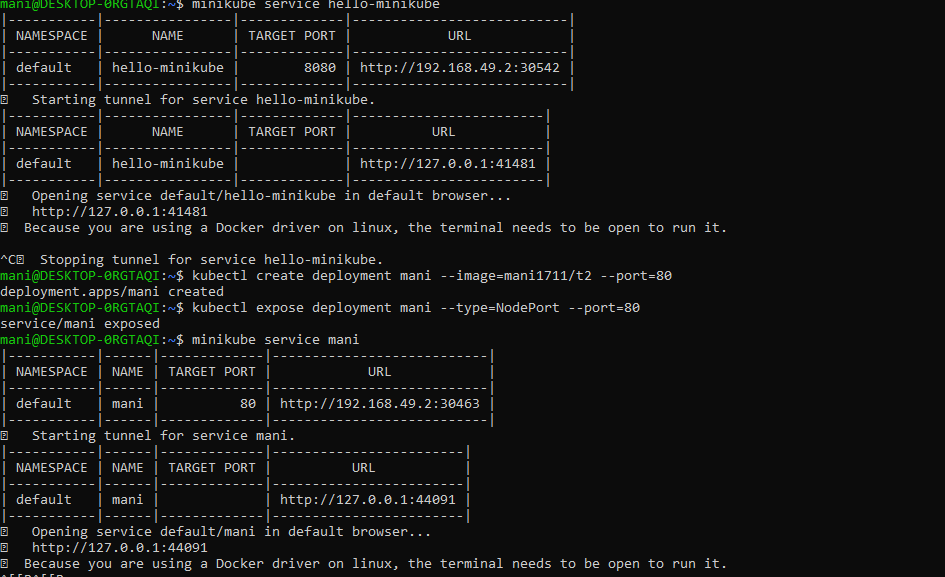 mani@DESKTOP-0RGTAQI:~$ minikube service hello-minikube
|-----------|----------------|-------------|---------------------------|
| NAMESPACE |      NAME      | TARGET PORT |            URL            |
|-----------|----------------|-------------|---------------------------|
| default   | hello-minikube |        8080 | http://192.168.49.2:30542 |
|-----------|----------------|-------------|---------------------------|
Starting tunnel for service hello-minikube.
|-----------|----------------|-------------|------------------------|
| NAMESPACE |      NAME      | TARGET PORT |          URL           |
|-----------|----------------|-------------|------------------------|
| default   | hello-minikube |             | http://127.0.0.1:41481 |
|-----------|----------------|-------------|------------------------|
Opening service default/hello-minikube in default browser...
http://127.0.0.1:41481
Because you are using a Docker driver on linux, the terminal needs to be open to run it.
^C Stopping tunnel for service hello-minikube.
mani@DESKTOP-0RGTAQI:~$ kubectl create deployment mani --image=mani1711/t2 --port=80
deployment.apps/mani created
mani@DESKTOP-0RGTAQI:~$ kubectl expose deployment mani --type=NodePort --port=80
service/mani exposed
mani@DESKTOP-0RGTAQI:~$ minikube service mani
|-----------|------|-------------|---------------------------|
| NAMESPACE | NAME | TARGET PORT |            URL            |
|-----------|------|-------------|---------------------------|
| default   | mani |          80 | http://192.168.49.2:30463 |
|-----------|------|-------------|---------------------------|
Starting tunnel for service mani.
|-----------|------|-------------|------------------------|
| NAMESPACE | NAME | TARGET PORT |          URL           |
|-----------|------|-------------|------------------------|
| default   | mani |             | http://127.0.0.1:44091 |
|-----------|------|-------------|------------------------|
Opening service default/mani in default browser...
http://127.0.0.1:44091
Because you are using a Docker driver on linux, the terminal needs to be open to run it.